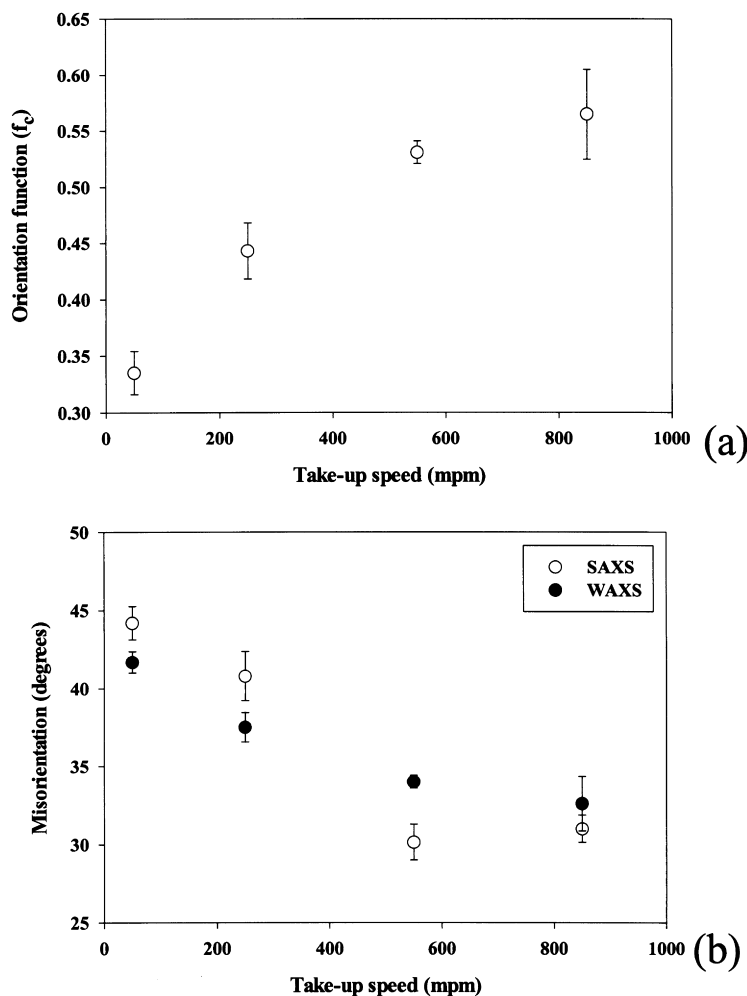 0.65
0.60
0.55
0.50
0.45
0.40
0.35
0.30
Orientation function (fc)
0 200 400 600 800 1000
Take-up speed (mpm)
(a)
50
45
40
35
30
25
Misorientation (degrees)
SAXS
WAXS
0 200 400 600 800 1000
Take-up speed (mpm)
(b)